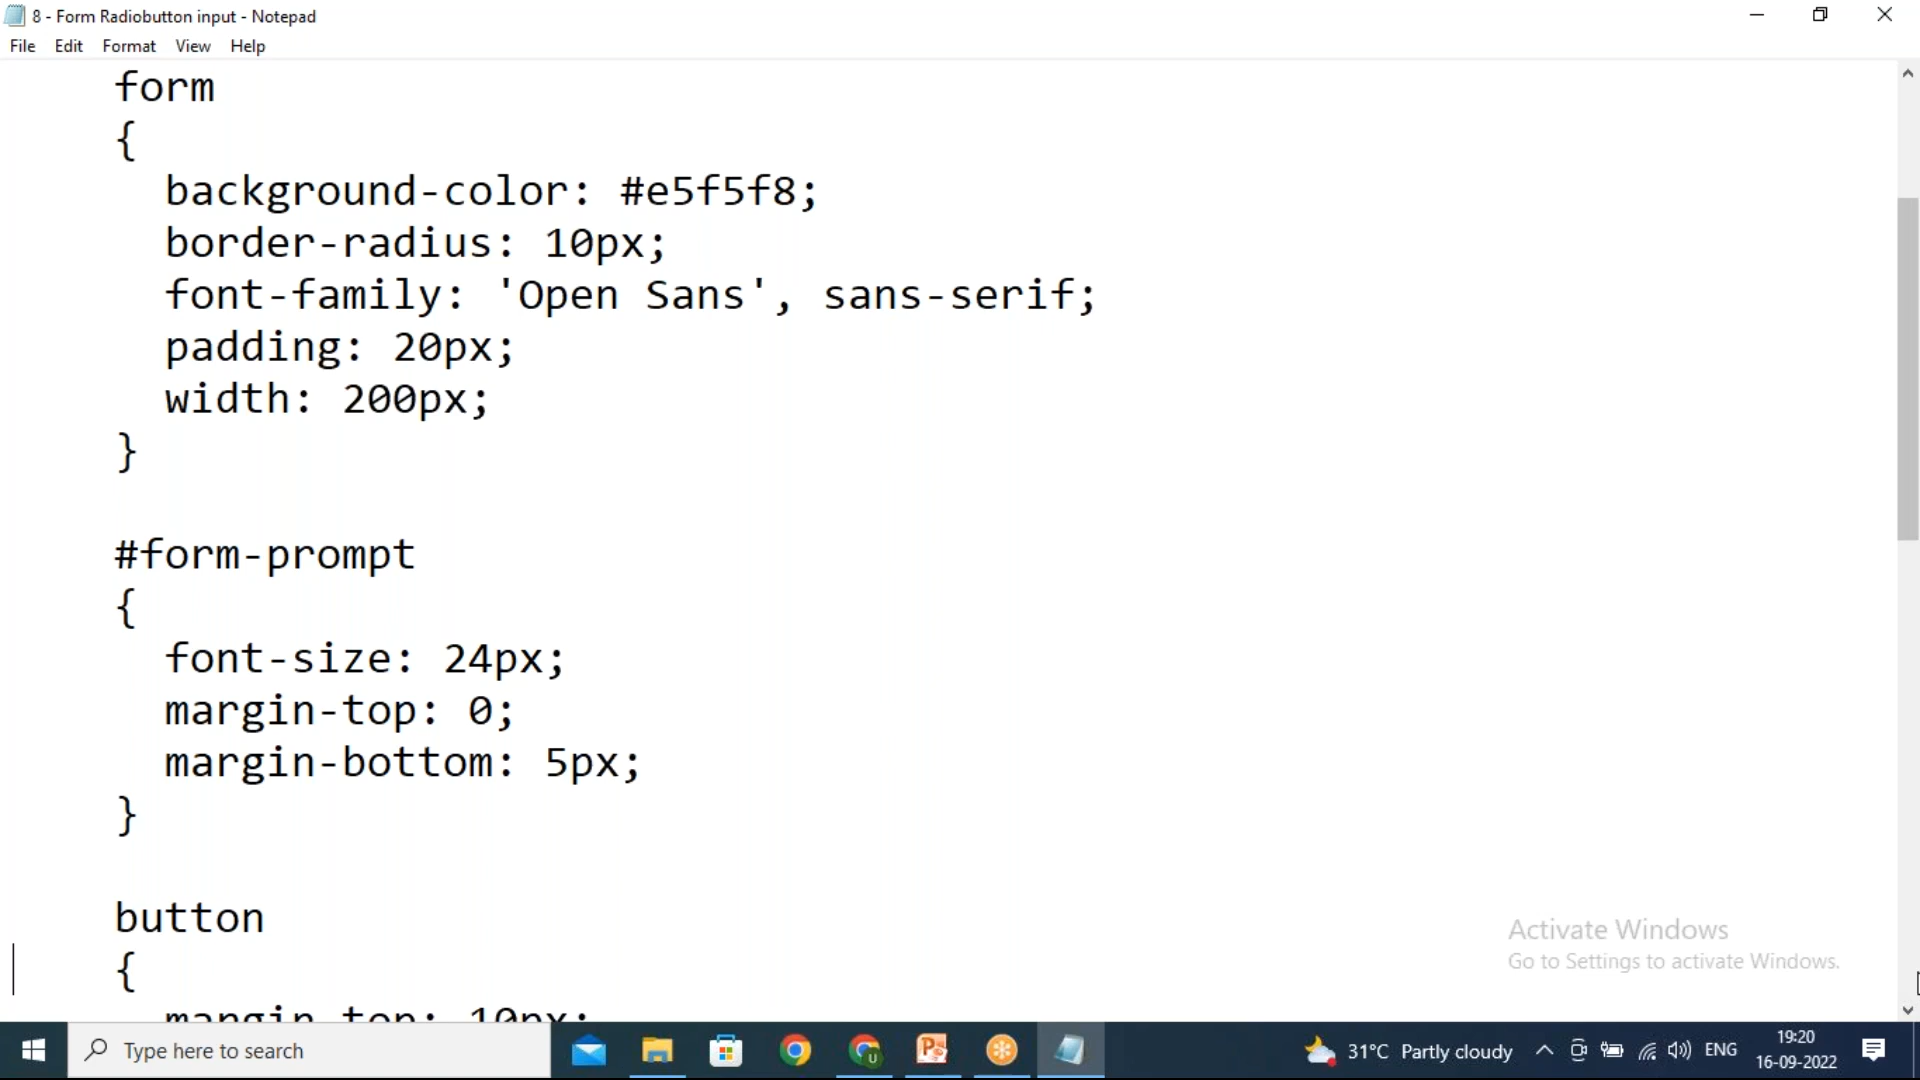 8 - Form Radiobutton input - Notepad
File Edit Format View Help
form
{
background-color: #e5f5f8;
border-radius: 10px;
font-family: 'Open Sans', sans-serif;
padding: 20px;
width: 200px;
}
#form-prompt
{
font-size: 24px;
margin-top: 0;
margin-bottom: 5px;
}
button
{
margin-top: 10px;
Activate Windows
Go to Settings to activate Windows.
Type here to search
31°C Partly cloudy
ENG
19:20
16-09-2022